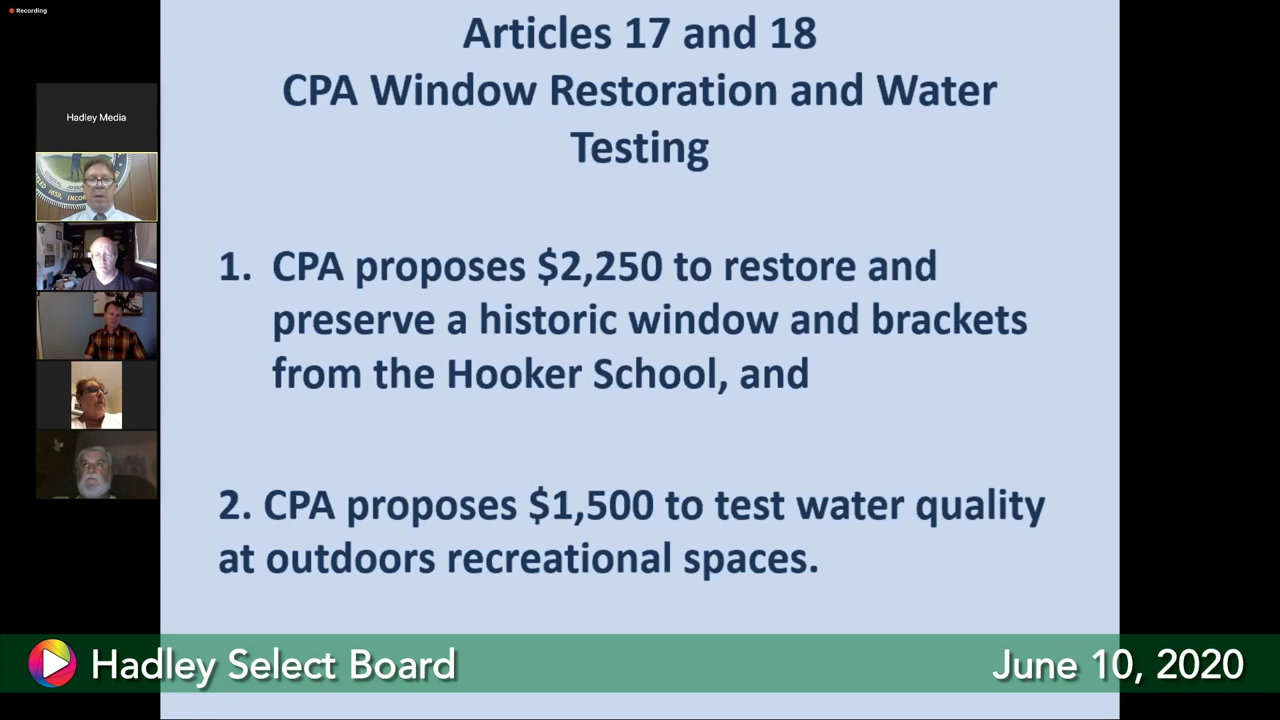 Recording
Articles 17 and 18
CPA Window Restoration and Water
Testing
Hadley Media
1. CPA proposes $2,250 to restore and
preserve a historic window and brackets
from the Hooker School, and
2. CPA proposes $1,500 to test water quality
at outdoors recreational spaces.
Hadley Select Board
June 10, 2020